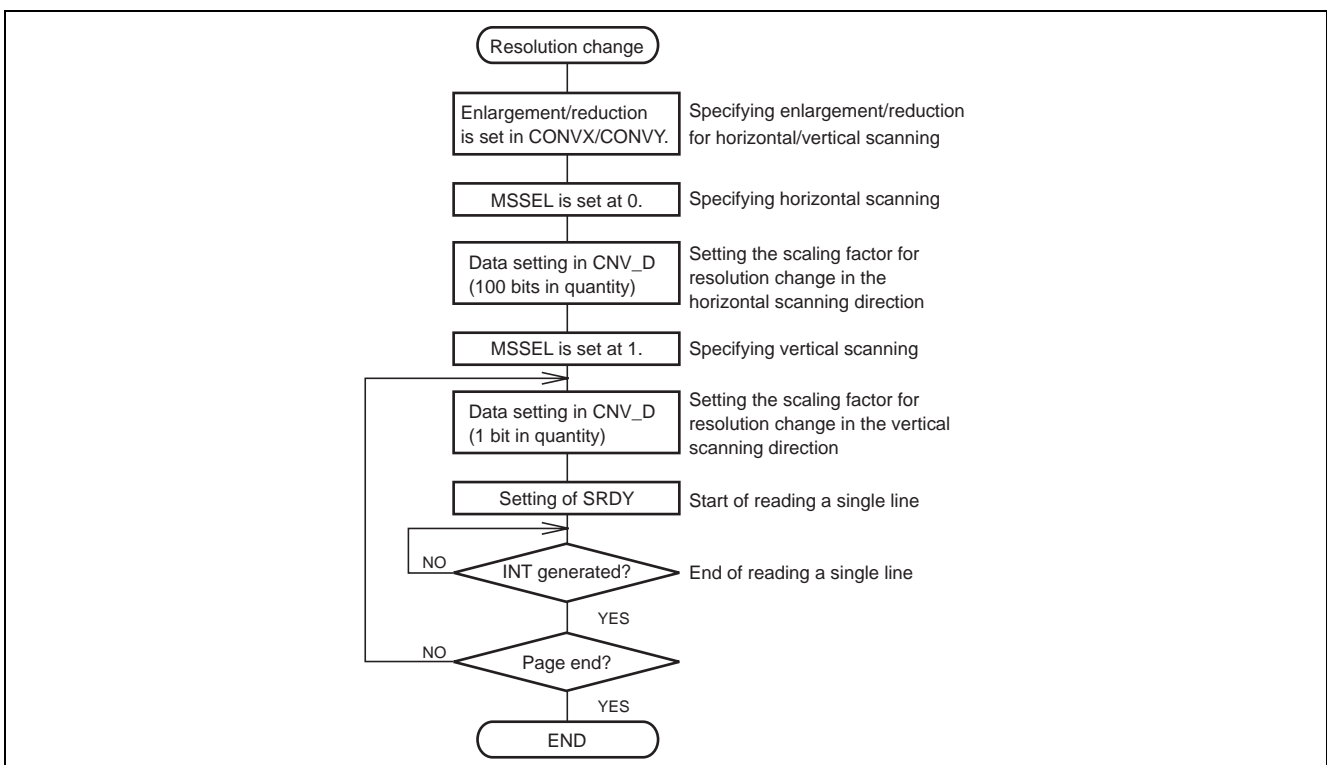 Resolution change
Enlargement/reduction
is set in CONVX/CONVY.
Specifying enlargement/reduction
for horizontal/vertical scanning
MSSEL is set at 0.
Specifying horizontal scanning
Data setting in CNV_D
(100 bits in quantity)
Setting the scaling factor for
resolution change in the
horizontal scanning direction
MSSEL is set at 1.
Specifying vertical scanning
Data setting in CNV_D
(1 bit in quantity)
Setting the scaling factor for
resolution change in the vertical
scanning direction
Setting of SRDY
Start of reading a single line
NO
INT generated?
End of reading a single line
YES
NO
Page end?
YES
END